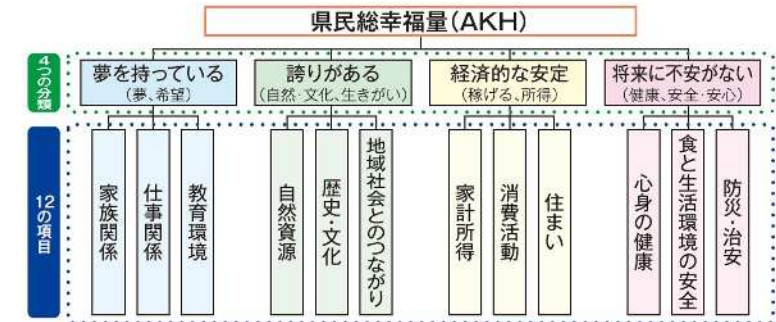 県民総幸福量(AKH)
4つの分類
夢を持っている
(夢、希望)
誇りがある
(自然・文化、生きがい)
経済的な安定
(稼げる、所得)
将来に不安がない
(健康、安全・安心)
12の項目
家族関係
仕事関係
教育環境
自然資源
歴史・文化
地域社会とのつながり
家計所得
消費活動
住まい
心身の健康
食と生活環境の安全
防災・治安